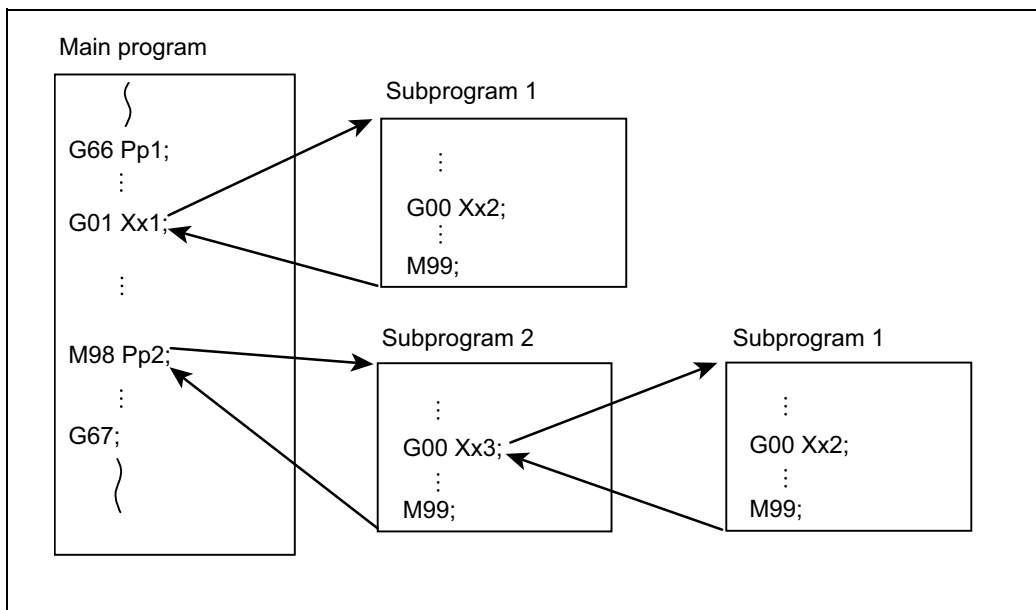 Main program
G66 Pp1;
⋮
G01 Xx1;
⋮
M98 Pp2;
⋮
G67;
Subprogram 1
⋮
G00 Xx2;
⋮
M99;
Subprogram 2
⋮
G00 Xx3;
⋮
M99;
Subprogram 1
⋮
G00 Xx2;
⋮
M99;